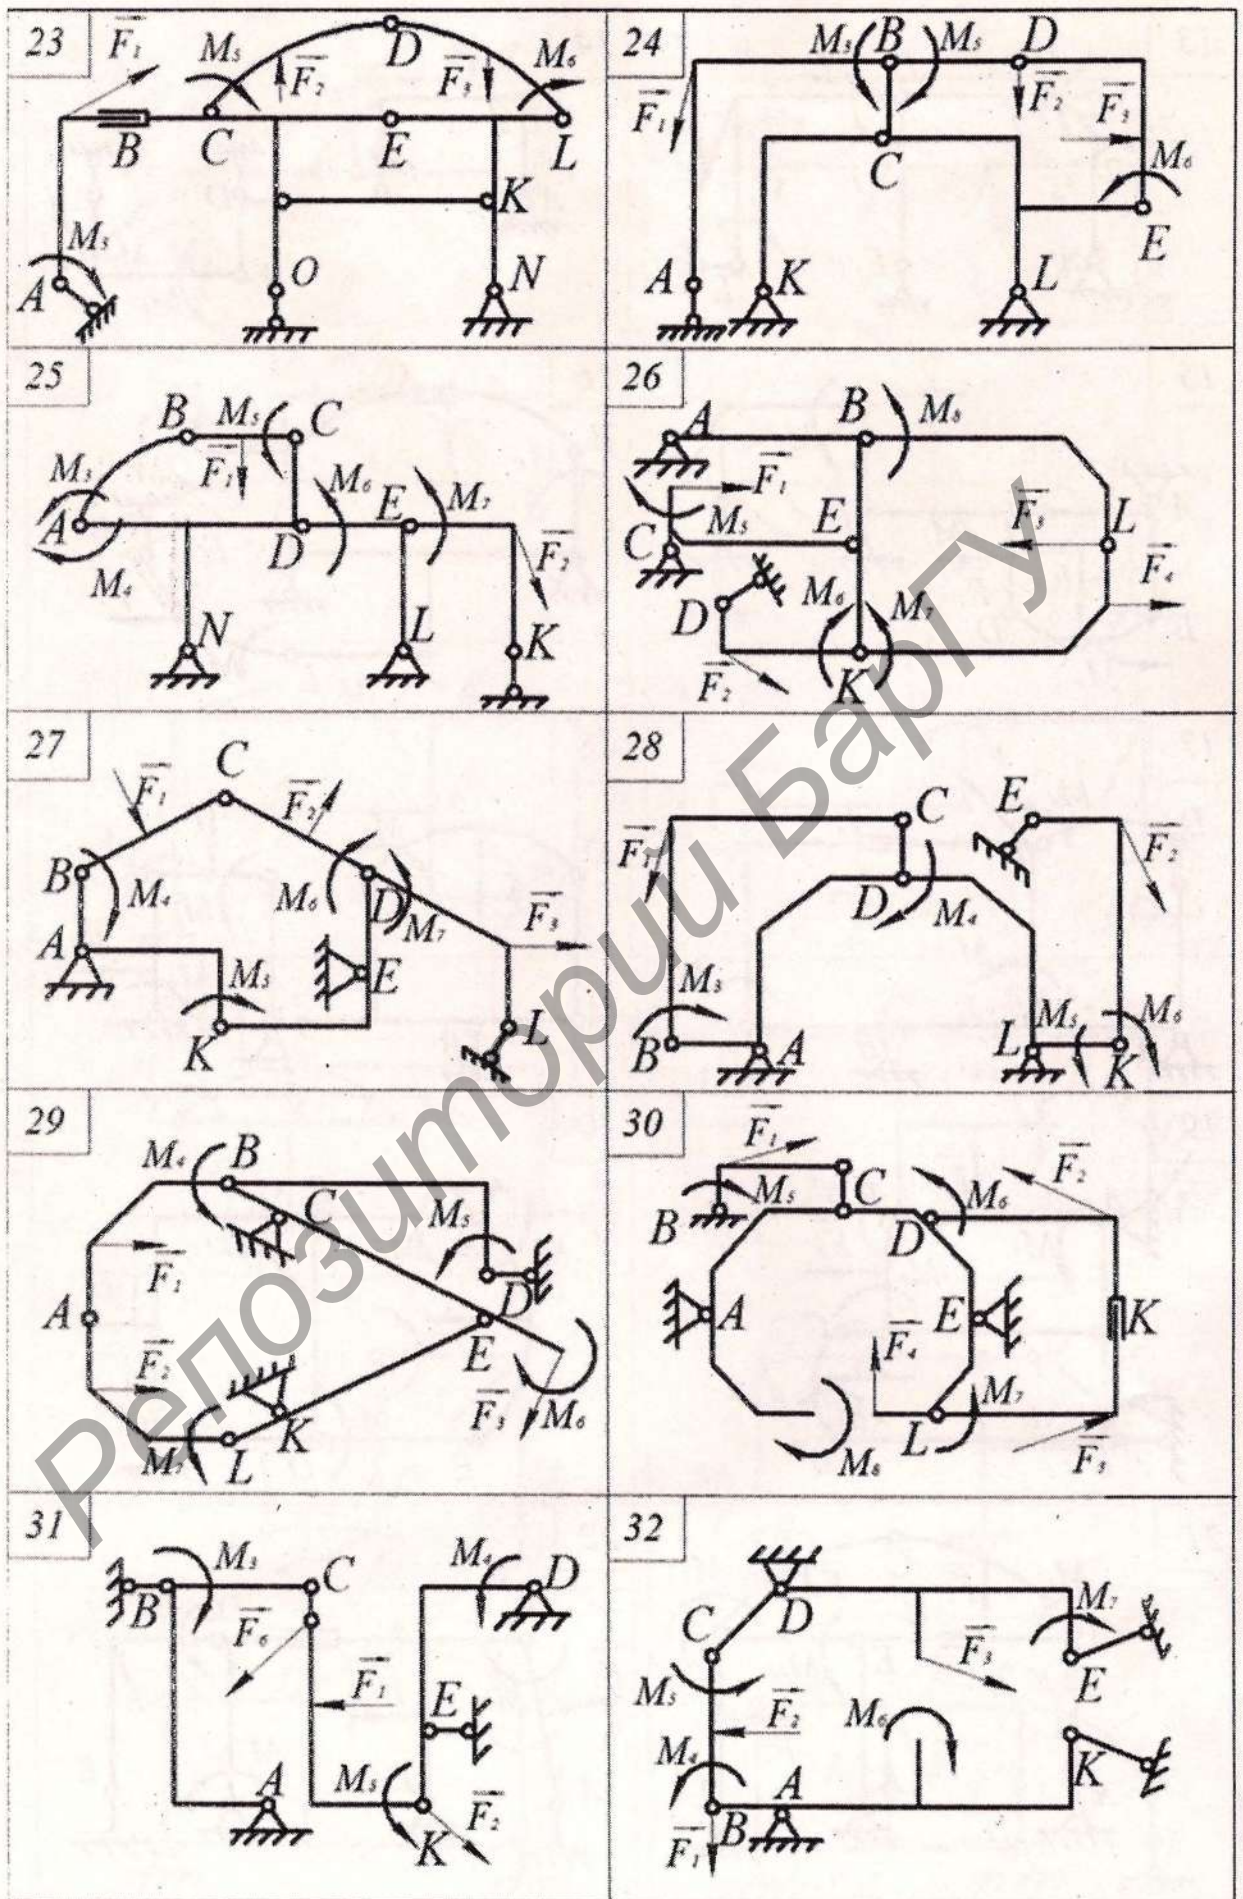 23 F₁ M₅ F₂ D F₃ M₆
B C E L
M₃ K
A O N
24 M₃ B M₅ D
F₁ F₂ F₃
C M₆
A K L E
25 B M₅ C
M₃ F₁ M₆ E M₇
A D F₂
M₄ N L K
26 A B M₈
F₁
C M₅ E F₃ L
D M₆ M₇ F₄
F₂ K
27 C
F₁ F₂
B M₄ M₆ D M₇ F₃
A M₅ E
K L
28 C E
F₁ F₂
D M₄
M₃ M₅ M₆
B A L K
29 M₄ B
C M₅
F₁
A D
F₂ E
F₃ M₆
M₇ L K
30 F₁ F₂
M₅ C M₆
B D
A E K
F₄
M₇
L F₃
M₈
31 M₃ C M₄ D
B F₆
F₁
E
A M₅ F₂
K
32 D
C M₇
F₃
M₅ E
F₂ M₆
M₄ K
A
B
F₁
Репозиторий БарГУ